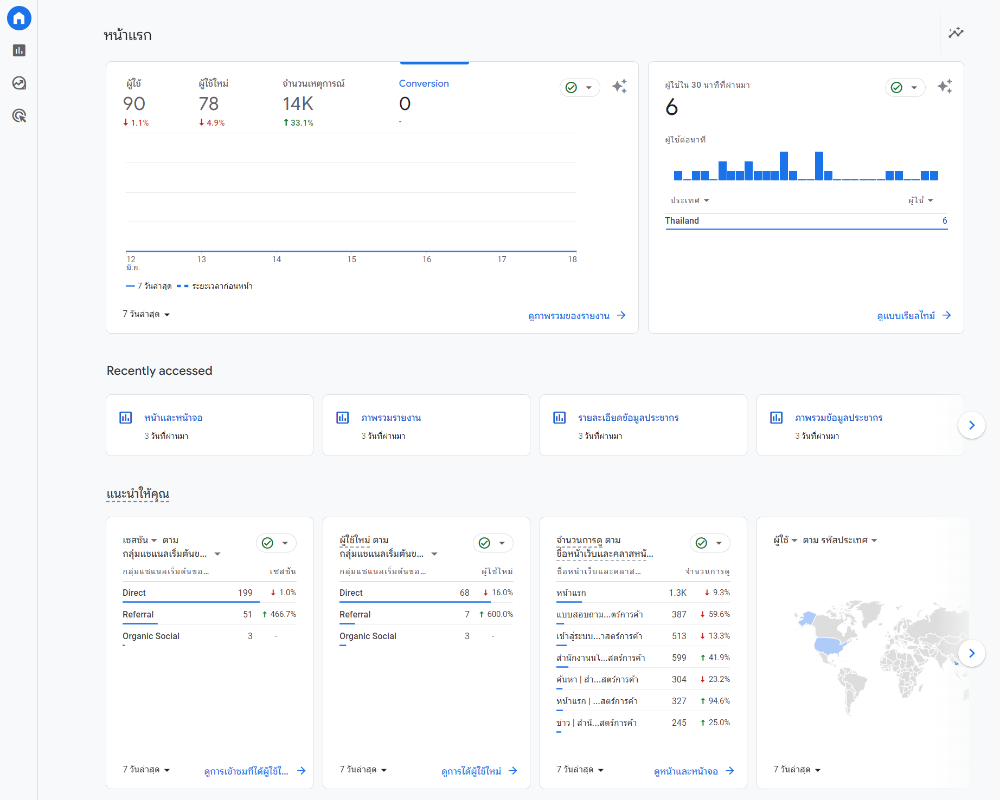 หน้าแรก
ผู้ใช้
90
1.1%
ผู้ใช้ใหม่
78
4.9%
จำนวนเหตุการณ์
14K
33.1%
Conversion
0
-
12 13 14 15 16 17 18
มิ.ย.
7 วันล่าสุด ระยะเวลาก่อนหน้า
7 วันล่าสุด
ดูภาพรวมของรายงาน
ผู้ใช้ใน 30 นาทีที่ผ่านมา
6
ผู้ใช้ต่อนาที
ประเทศ ผู้ใช้
Thailand 6
ดูแบบเรียลไทม์
Recently accessed
หน้าและหน้าจอ
3 วันที่ผ่านมา
ภาพรวมรายงาน
3 วันที่ผ่านมา
รายละเอียดข้อมูลประชากร
3 วันที่ผ่านมา
ภาพรวมข้อมูลประชากร
3 วันที่ผ่านมา
แนะนำให้คุณ
เซสชัน ตาม
กลุ่มแชแนลเริ่มต้นข...
กลุ่มแชแนลเริ่มต้นขอ... เซสชัน
Direct 199 1.0%
Referral 51 466.7%
Organic Social 3 -
7 วันล่าสุด
ดูการเข้าชมที่ได้ผู้ใช้ใ...
ผู้ใช้ใหม่ ตาม
กลุ่มแชแนลเริ่มต้นข...
กลุ่มแชแนลเริ่มต้นขอ... ผู้ใช้ใหม่
Direct 68 16.0%
Referral 7 600.0%
Organic Social 3 -
7 วันล่าสุด
ดูการได้ผู้ใช้ใหม่
จำนวนการดู ตาม
ชื่อหน้าเว็บและคลาสหน้...
ชื่อหน้าเว็บและคลาส... จำนวนการดู
หน้าแรก 1.3K 9.3%
แบบสอบถาม...ตร์การค้า 387 59.6%
เข้าสู่ระบบ...าสตร์การค้า 513 13.3%
สำนักงานนโ...สตร์การค้า 599 41.9%
ค้นหา | สำ...สตร์การค้า 304 23.2%
หน้าแรก | ...สตร์การค้า 327 94.6%
ข่าว | สำนั...สตร์การค้า 245 25.0%
7 วันล่าสุด
ดูหน้าและหน้าจอ
ผู้ใช้ ตาม รหัสประเทศ
7 วันล่าสุด